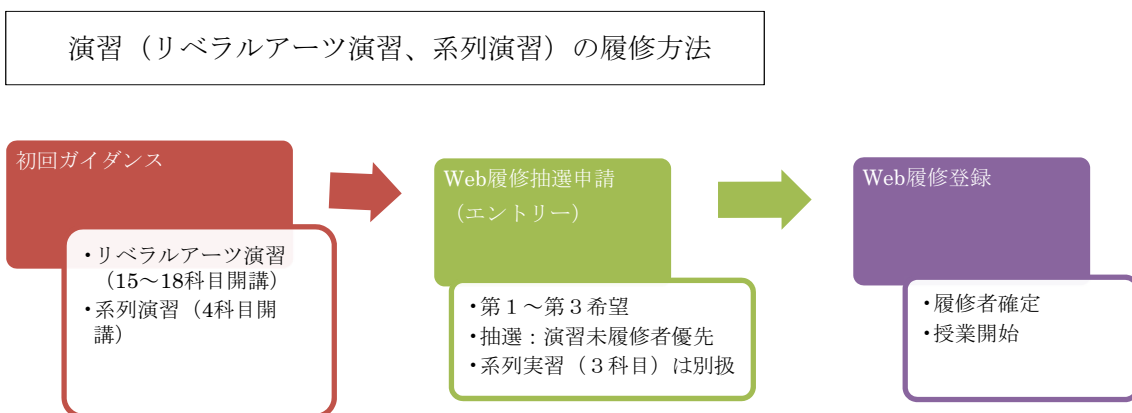 演習（リベラルアーツ演習、系列演習）の履修方法
初回ガイダンス
・リベラルアーツ演習
（15～18科目開講）
・系列演習（4科目開
講）
Web履修抽選申請
（エントリー）
・第１～第３希望
・抽選：演習未履修者優先
・系列実習（３科目）は別扱
Web履修登録
・履修者確定
・授業開始